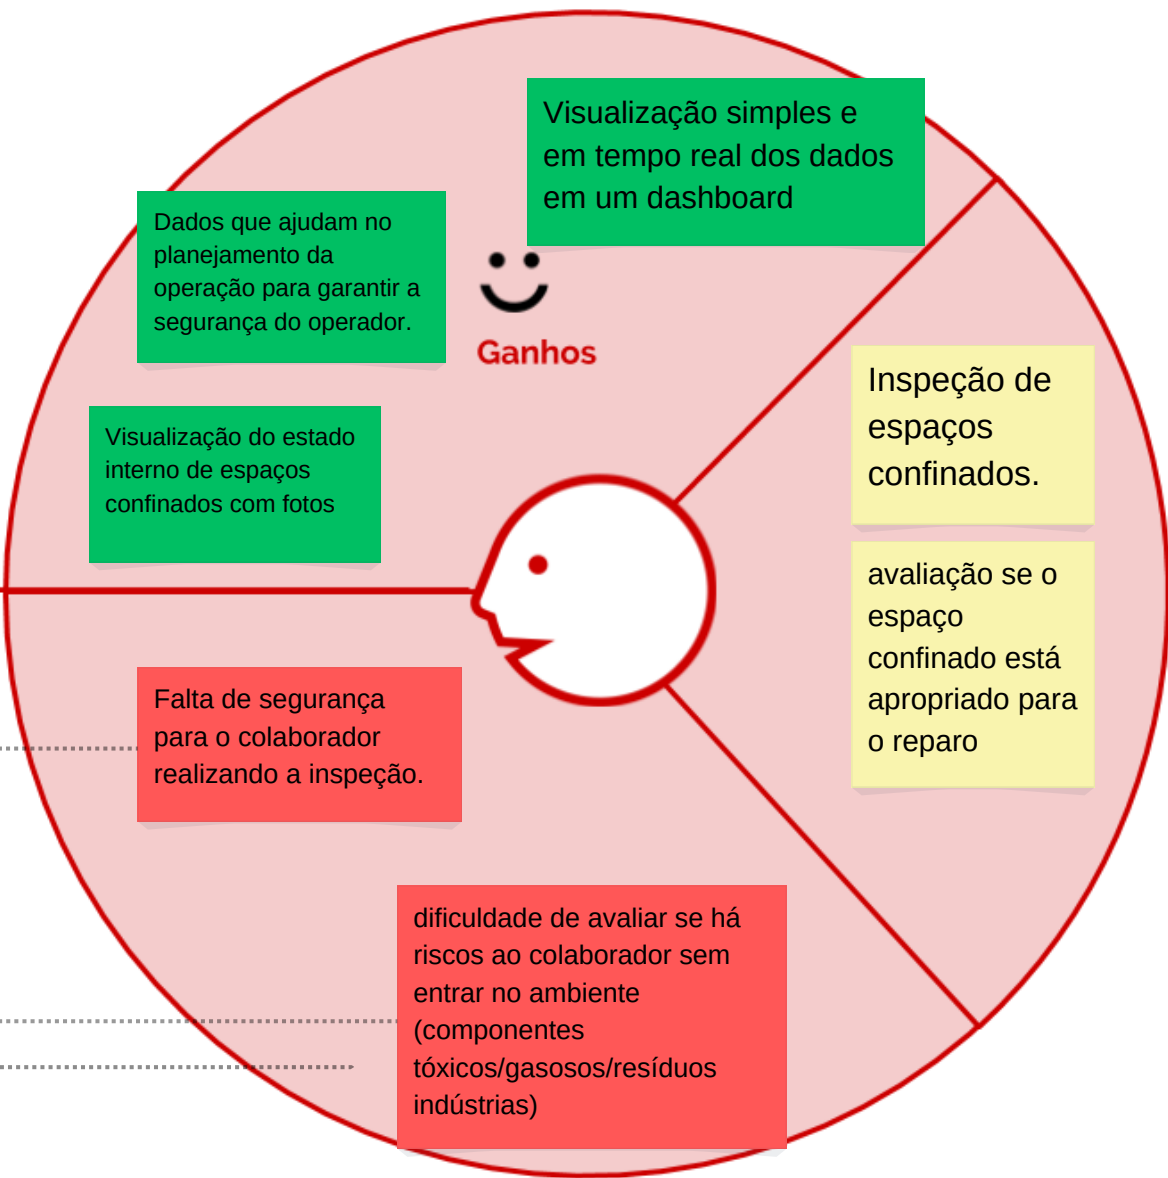 Visualização simples e
em tempo real dos dados
em um dashboard
Dados que ajudam no
planejamento da
operação para garantir a
segurança do operador.
Ganhos
Visualização do estado
interno de espaços
confinados com fotos
Inspeção de
espaços
confinados.
avaliação se o
espaço
confinado está
apropriado para
o reparo
Falta de segurança
para o colaborador
realizando a inspeção.
dificuldade de avaliar se há
riscos ao colaborador sem
entrar no ambiente
(componentes
tóxicos/gasosos/resíduos
indústrias)